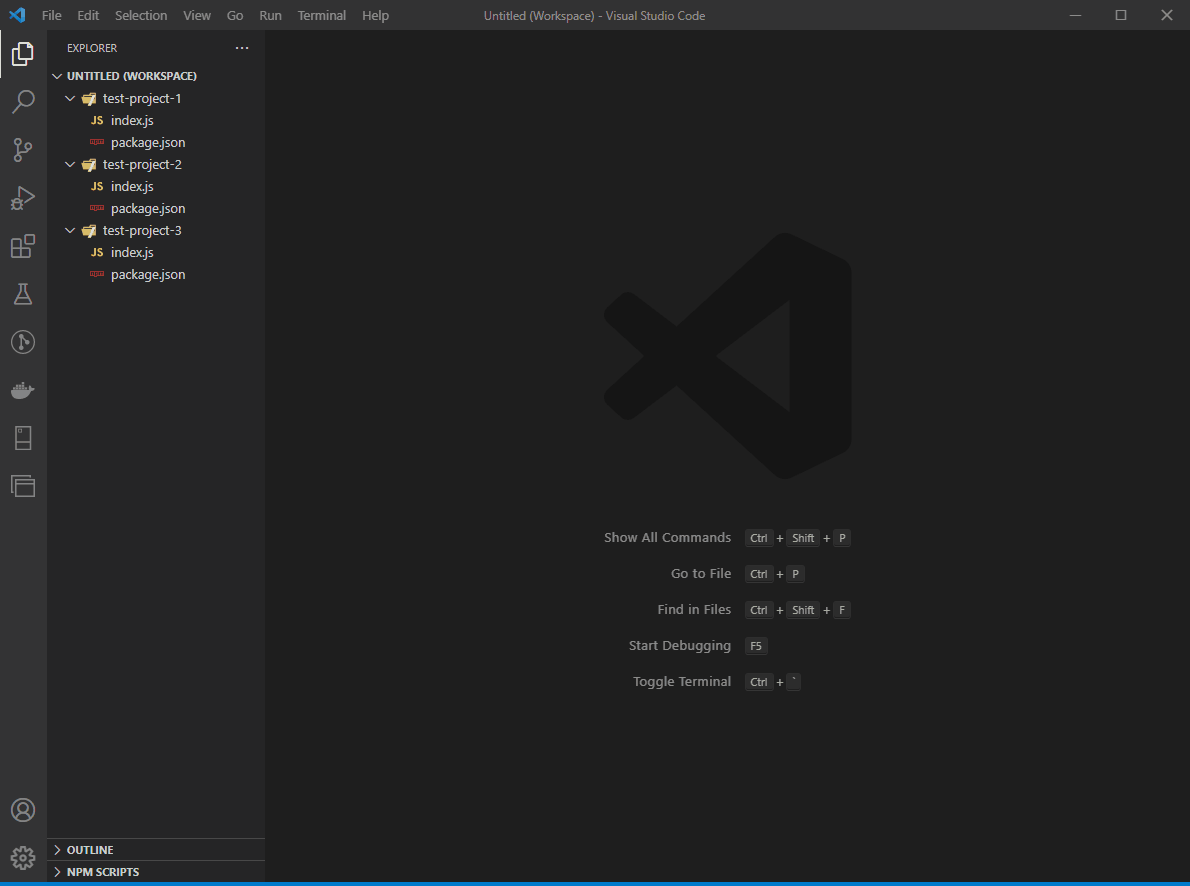 File Edit Selection View Go Run Terminal Help Untitled (Workspace) - Visual Studio Code
EXPLORER ...
UNTITLED (WORKSPACE)
test-project-1
JS index.js
npm package.json
test-project-2
JS index.js
npm package.json
test-project-3
JS index.js
npm package.json
Show All Commands Ctrl + Shift + P
Go to File Ctrl + P
Find in Files Ctrl + Shift + F
Start Debugging F5
Toggle Terminal Ctrl + `
OUTLINE
NPM SCRIPTS